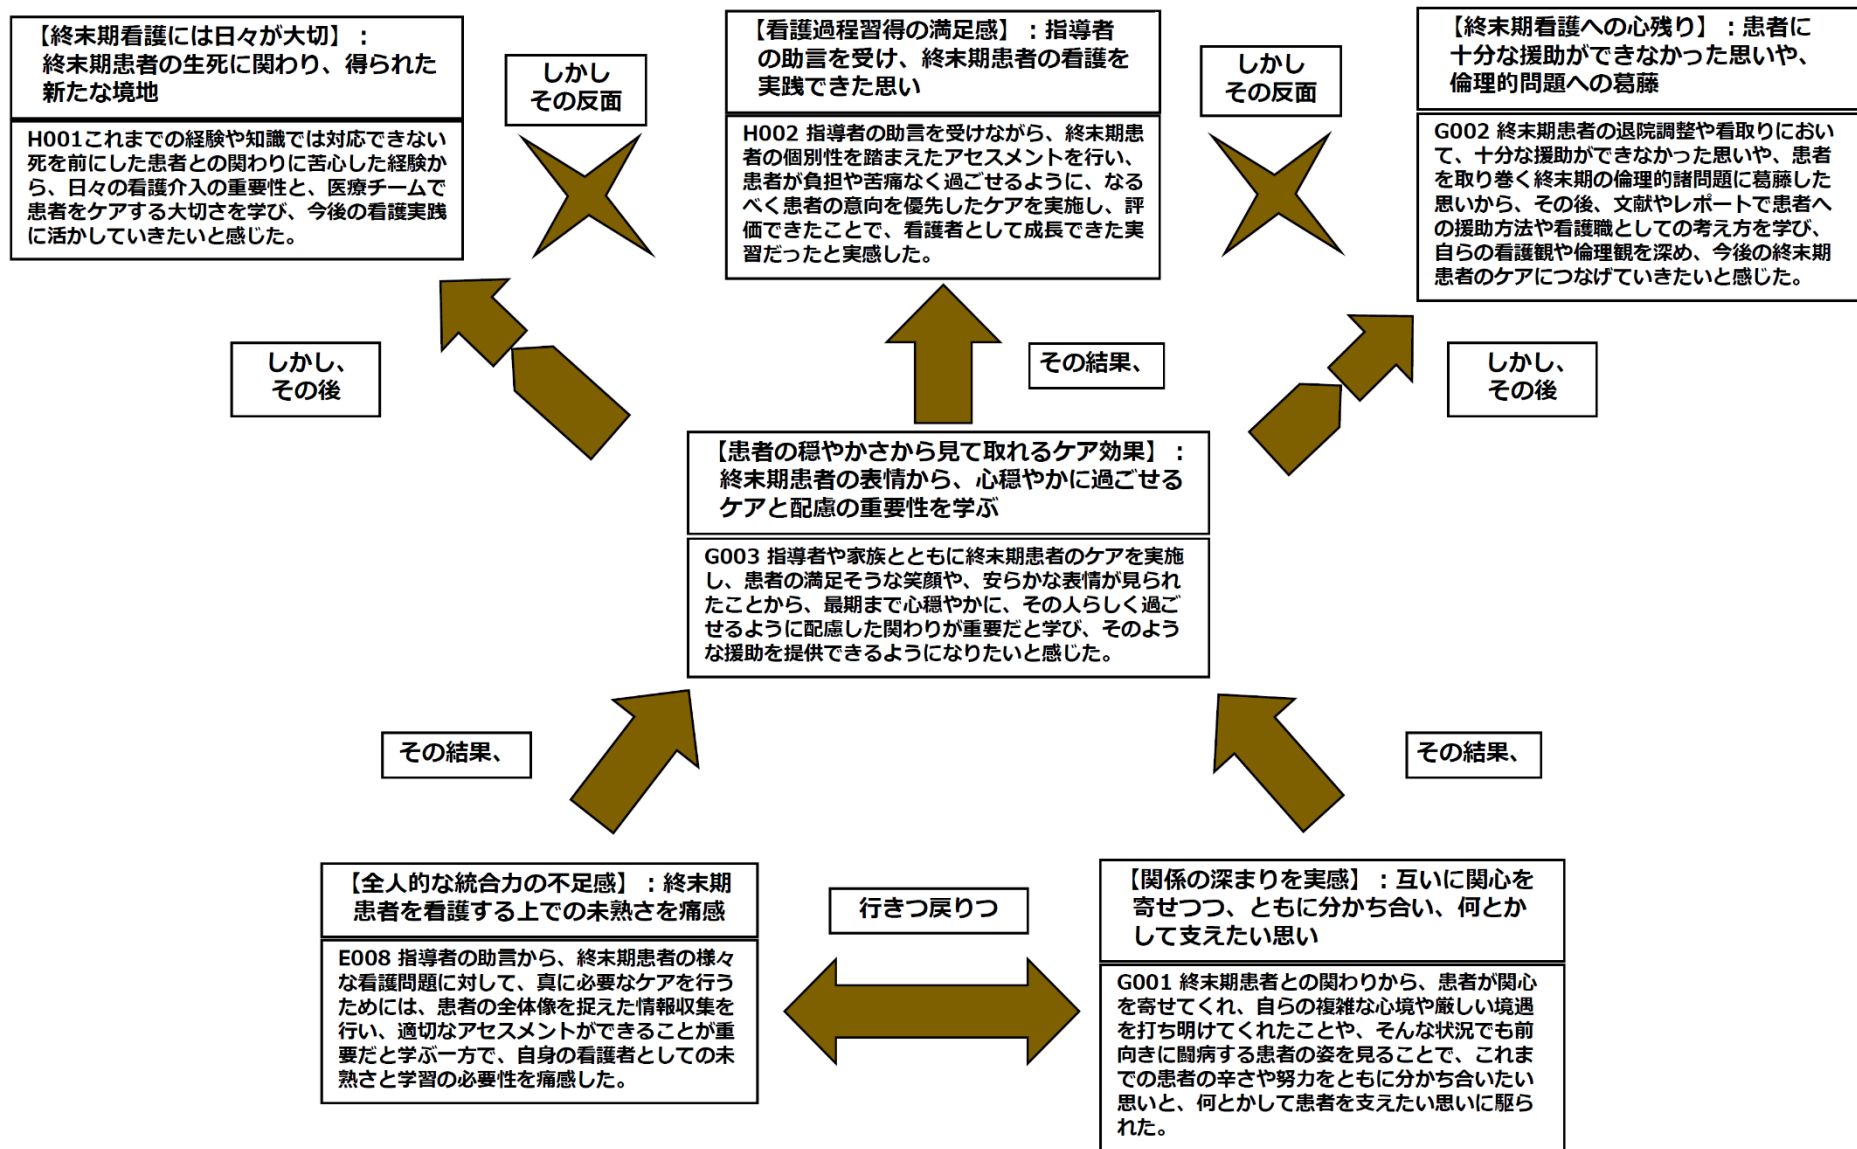 【終末期看護には日々が大切】：
終末期患者の生死に関わり、得られた
新たな境地
H001これまでの経験や知識では対応できない
死を前にした患者との関わりに苦心した経験か
ら、日々の看護介入の重要性と、医療チームで
患者をケアする大切さを学び、今後の看護実践
に活かしていきたいと感じた。
しかし
その反面
【看護過程習得の満足感】：指導者
の助言を受け、終末期患者の看護を
実践できた思い
H002 指導者の助言を受けながら、終末期患
者の個別性を踏まえたアセスメントを行い、
患者が負担や苦痛なく過ごせるように、なる
べく患者の意向を優先したケアを実施し、評
価できたことで、看護者として成長できた実
習だったと実感した。
しかし
その反面
【終末期看護への心残り】：患者に
十分な援助ができなかった思いや、
倫理的問題への葛藤
G002 終末期患者の退院調整や看取りにおい
て、十分な援助ができなかった思いや、患者
を取り巻く終末期の倫理的諸問題に葛藤した
思いから、その後、文献やレポートで患者へ
の援助方法や看護職としての考え方を学び、
自らの看護観や倫理観を深め、今後の終末期
患者のケアにつなげていきたいと感じた。
しかし、
その後
その結果、
しかし、
その後
【患者の穏やかさから見て取れるケア効果】：
終末期患者の表情から、心穏やかに過ごせる
ケアと配慮の重要性を学ぶ
G003 指導者や家族とともに終末期患者のケアを実施
し、患者の満足そうな笑顔や、安らかな表情が見られ
たことから、最期まで心穏やかに、その人らしく過ご
せるように配慮した関わりが重要だと学び、そのよう
な援助を提供できるようになりたいと感じた。
その結果、
その結果、
【全人的な統合力の不足感】：終末期
患者を看護する上での未熟さを痛感
E008 指導者の助言から、終末期患者の様々
な看護問題に対して、真に必要なケアを行う
ためには、患者の全体像を捉えた情報収集を
行い、適切なアセスメントができることが重
要だと学ぶ一方で、自身の看護者としての未
熟さと学習の必要性を痛感した。
行きつ戻りつ
【関係の深まりを実感】：互いに関心を
寄せつつ、ともに分かち合い、何とか
して支えたい思い
G001 終末期患者との関わりから、患者が関心
を寄せてくれ、自らの複雑な心境や厳しい境遇
を打ち明けてくれたことや、そんな状況でも前
向きに闘病する患者の姿を見ることで、これま
での患者の辛さや努力をともに分かち合いたい
思いと、何とかして患者を支えたい思いに駆ら
れた。